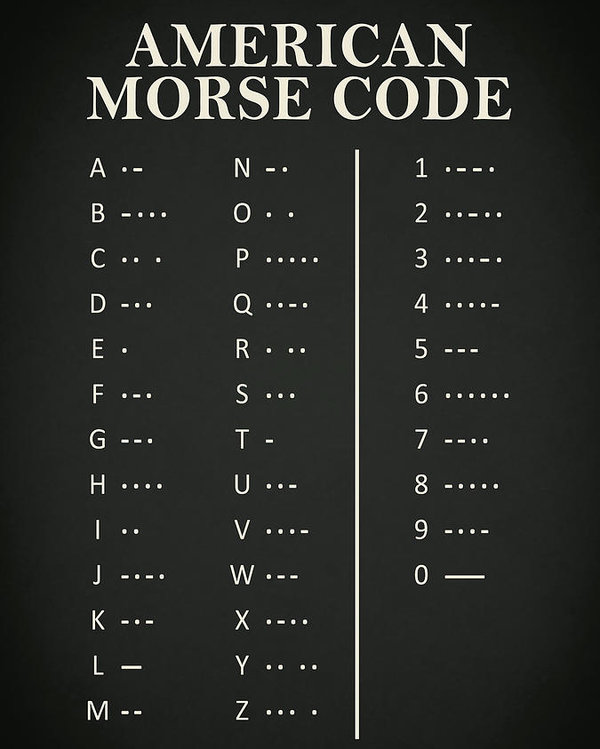 AMERICAN
MORSE CODE
A ·-
B -···
C ·· ·
D -··
E ·
F ·-·
G --·
H ····
I ··
J -·-·
K -·-
L —
M --
N -·
O · ·
P ·····
Q ··-·
R · ··
S ···
T -
U ··-
V ···-
W ·--
X ·-··
Y ·· ··
Z ··· ·
1 ·--·
2 ··-··
3 ···-·
4 ····-
5 ---
6 ······
7 --··
8 -····
9 -··-
0 ——